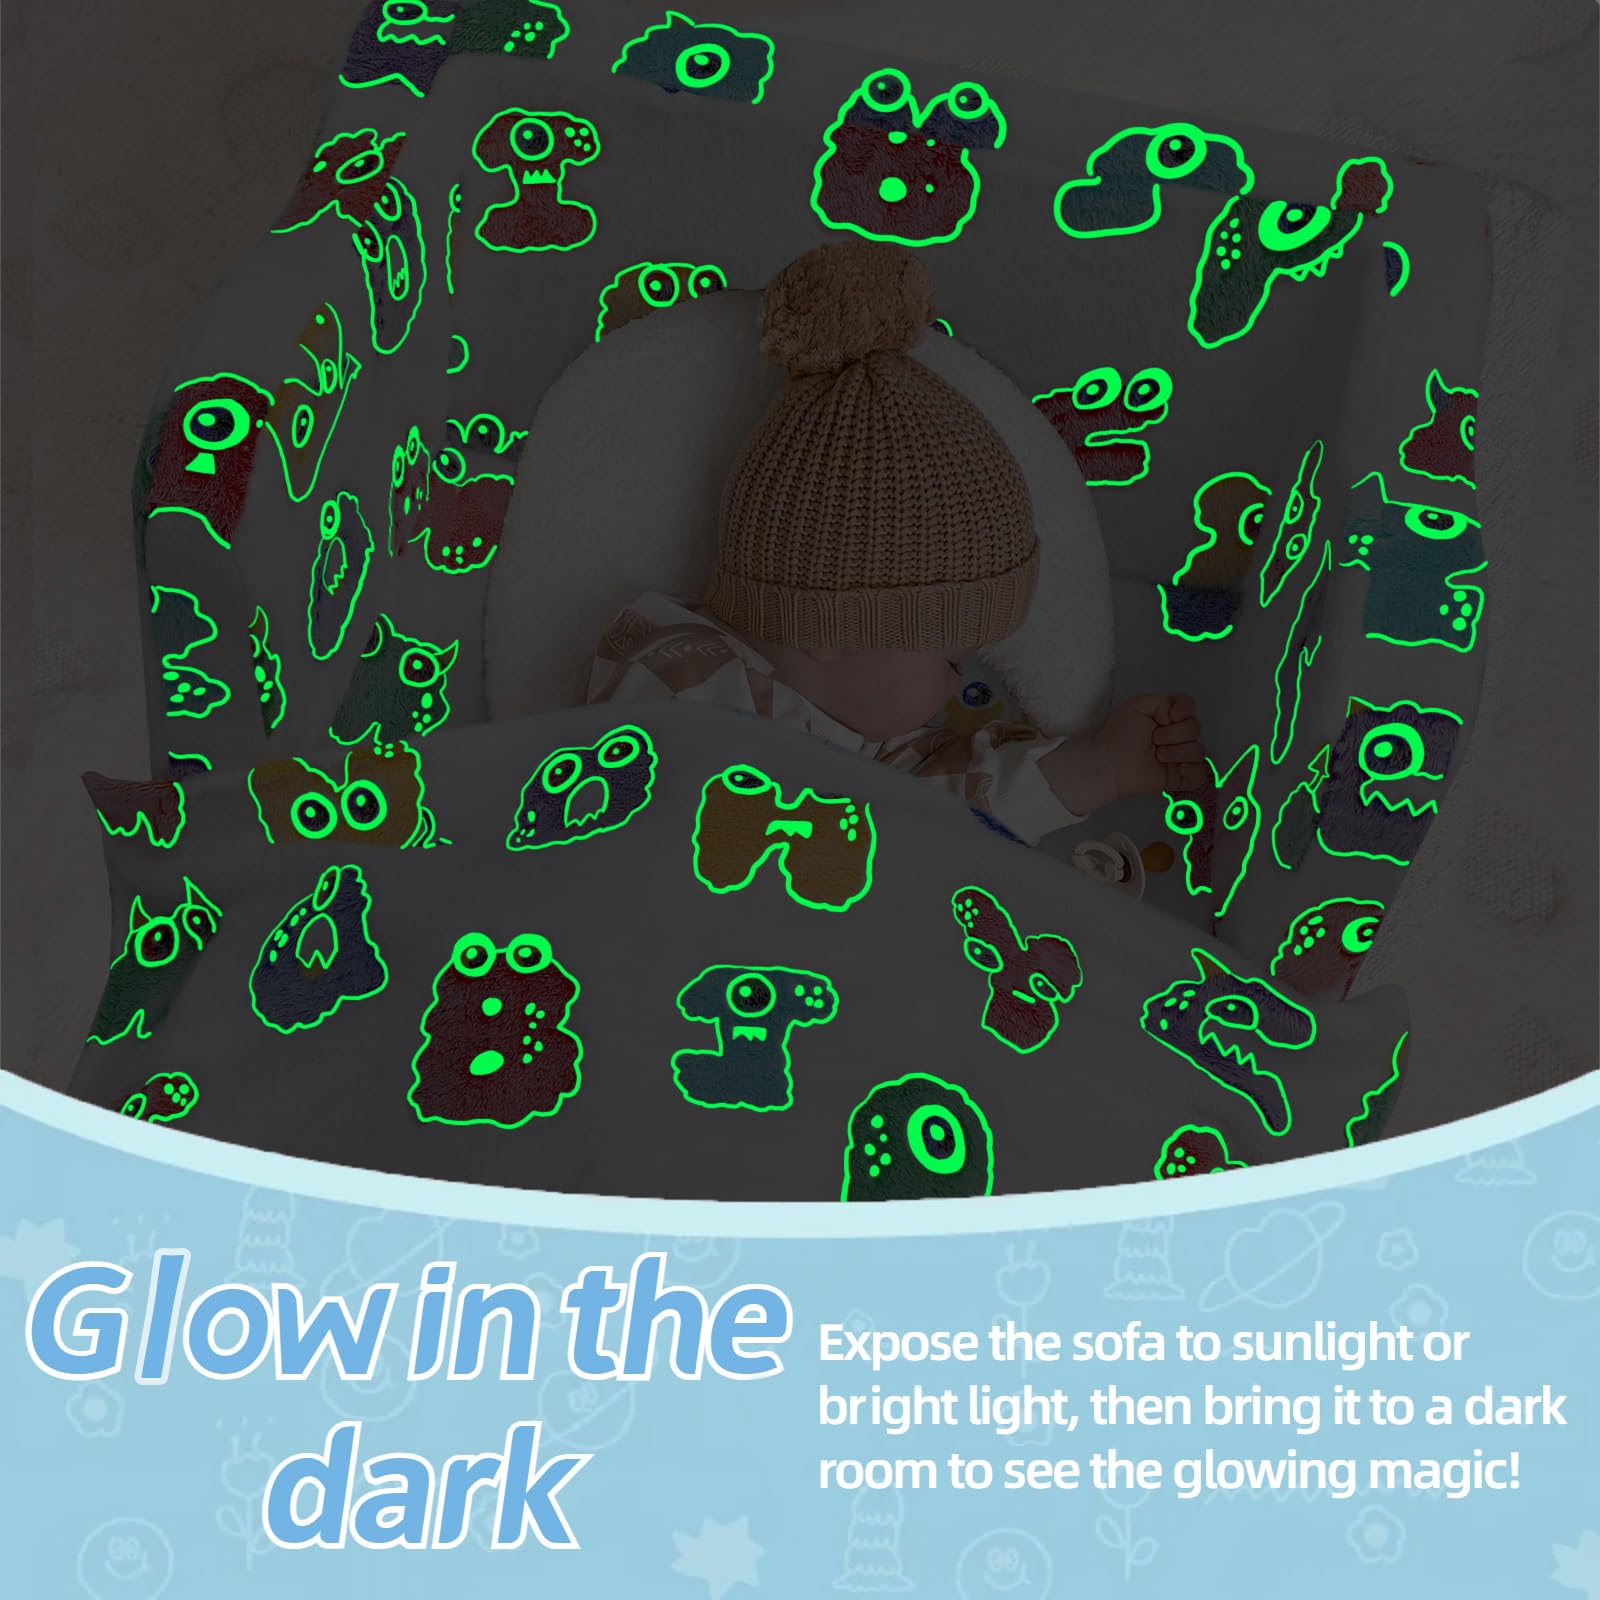 Glow in the
dark
Expose the sofa to sunlight or
bright light, then bring it to a dark
room to see the glowing magic!